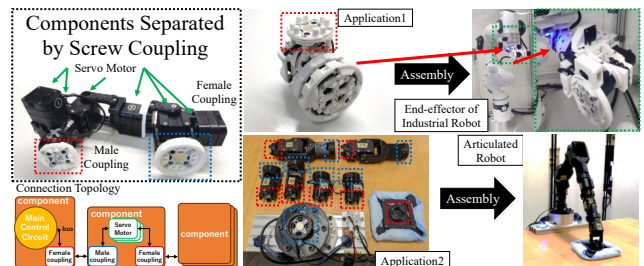 Components Separated
by Screw Coupling
Servo Motor
Female
Coupling
Male
Coupling
Connection Topology
component
Main
Control
Circuit
bus
Female
coupling
component
Servo
Motor
Male
coupling
Female
coupling
component
Application1
Assembly
End-effector of
Industrial Robot
Articulated
Robot
Assembly
Application2